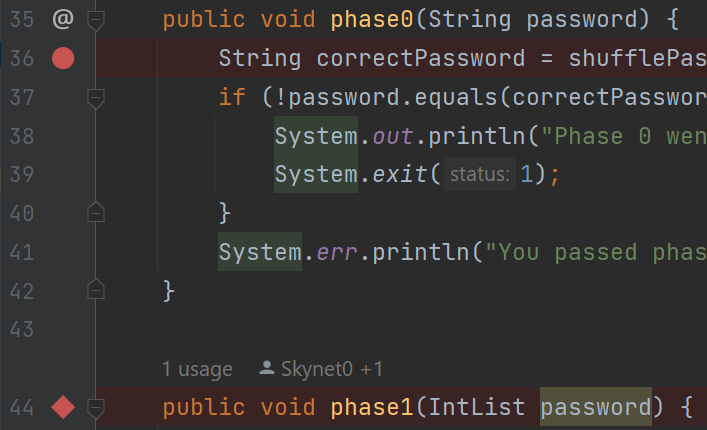 35 @ public void phase0(String password) {
36 String correctPassword = shufflePas
37 if (!password.equals(correctPasswor
38 System.out.println("Phase 0 wen
39 System.exit( status: 1);
40 }
41 System.err.println("You passed phas
42 }
43
1 usage Skynet0 +1
44 public void phase1(IntList password) {